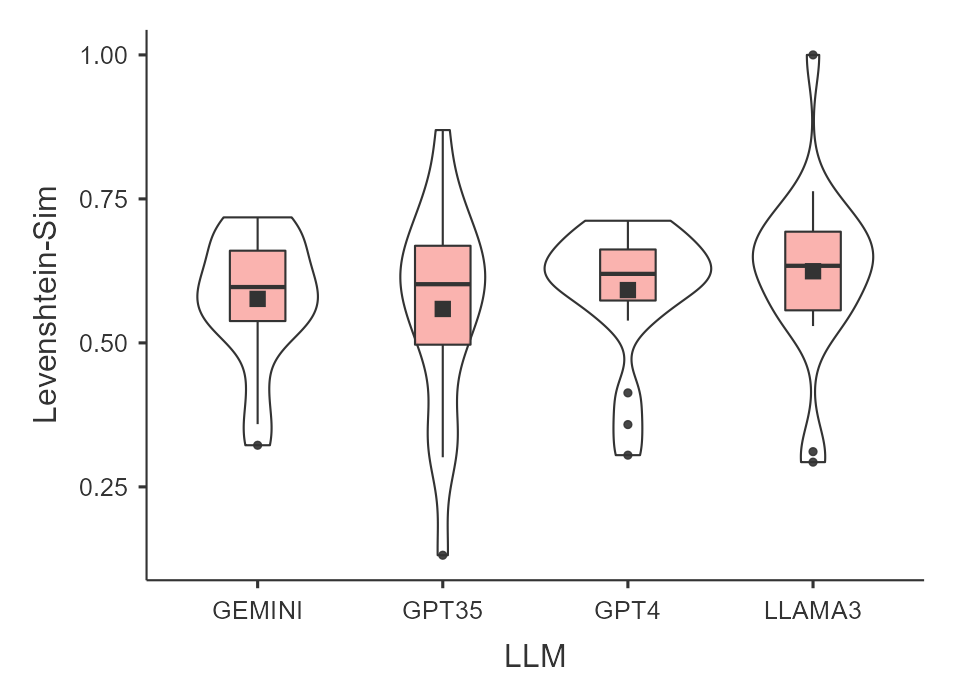 Levenshtein-Sim
1.00
0.75
0.50
0.25
GEMINI GPT35 GPT4 LLAMA3
LLM